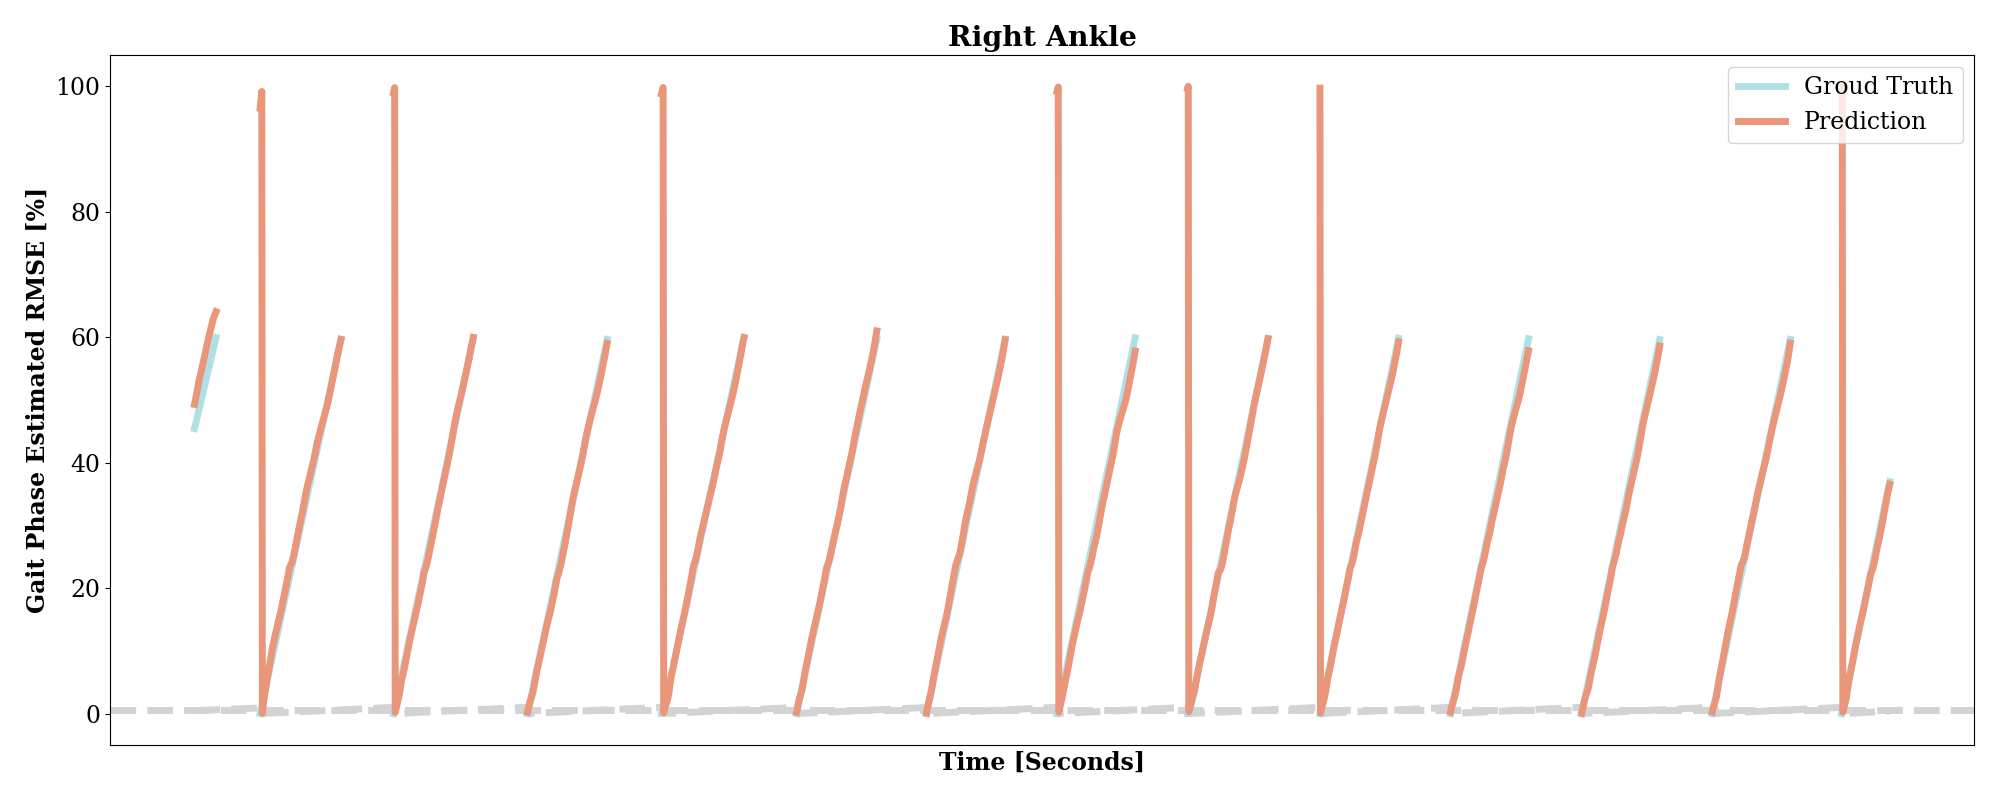 Right Ankle
Groud Truth
Prediction
Gait Phase Estimated RMSE [%]
100
80
60
40
20
0
Time [Seconds]